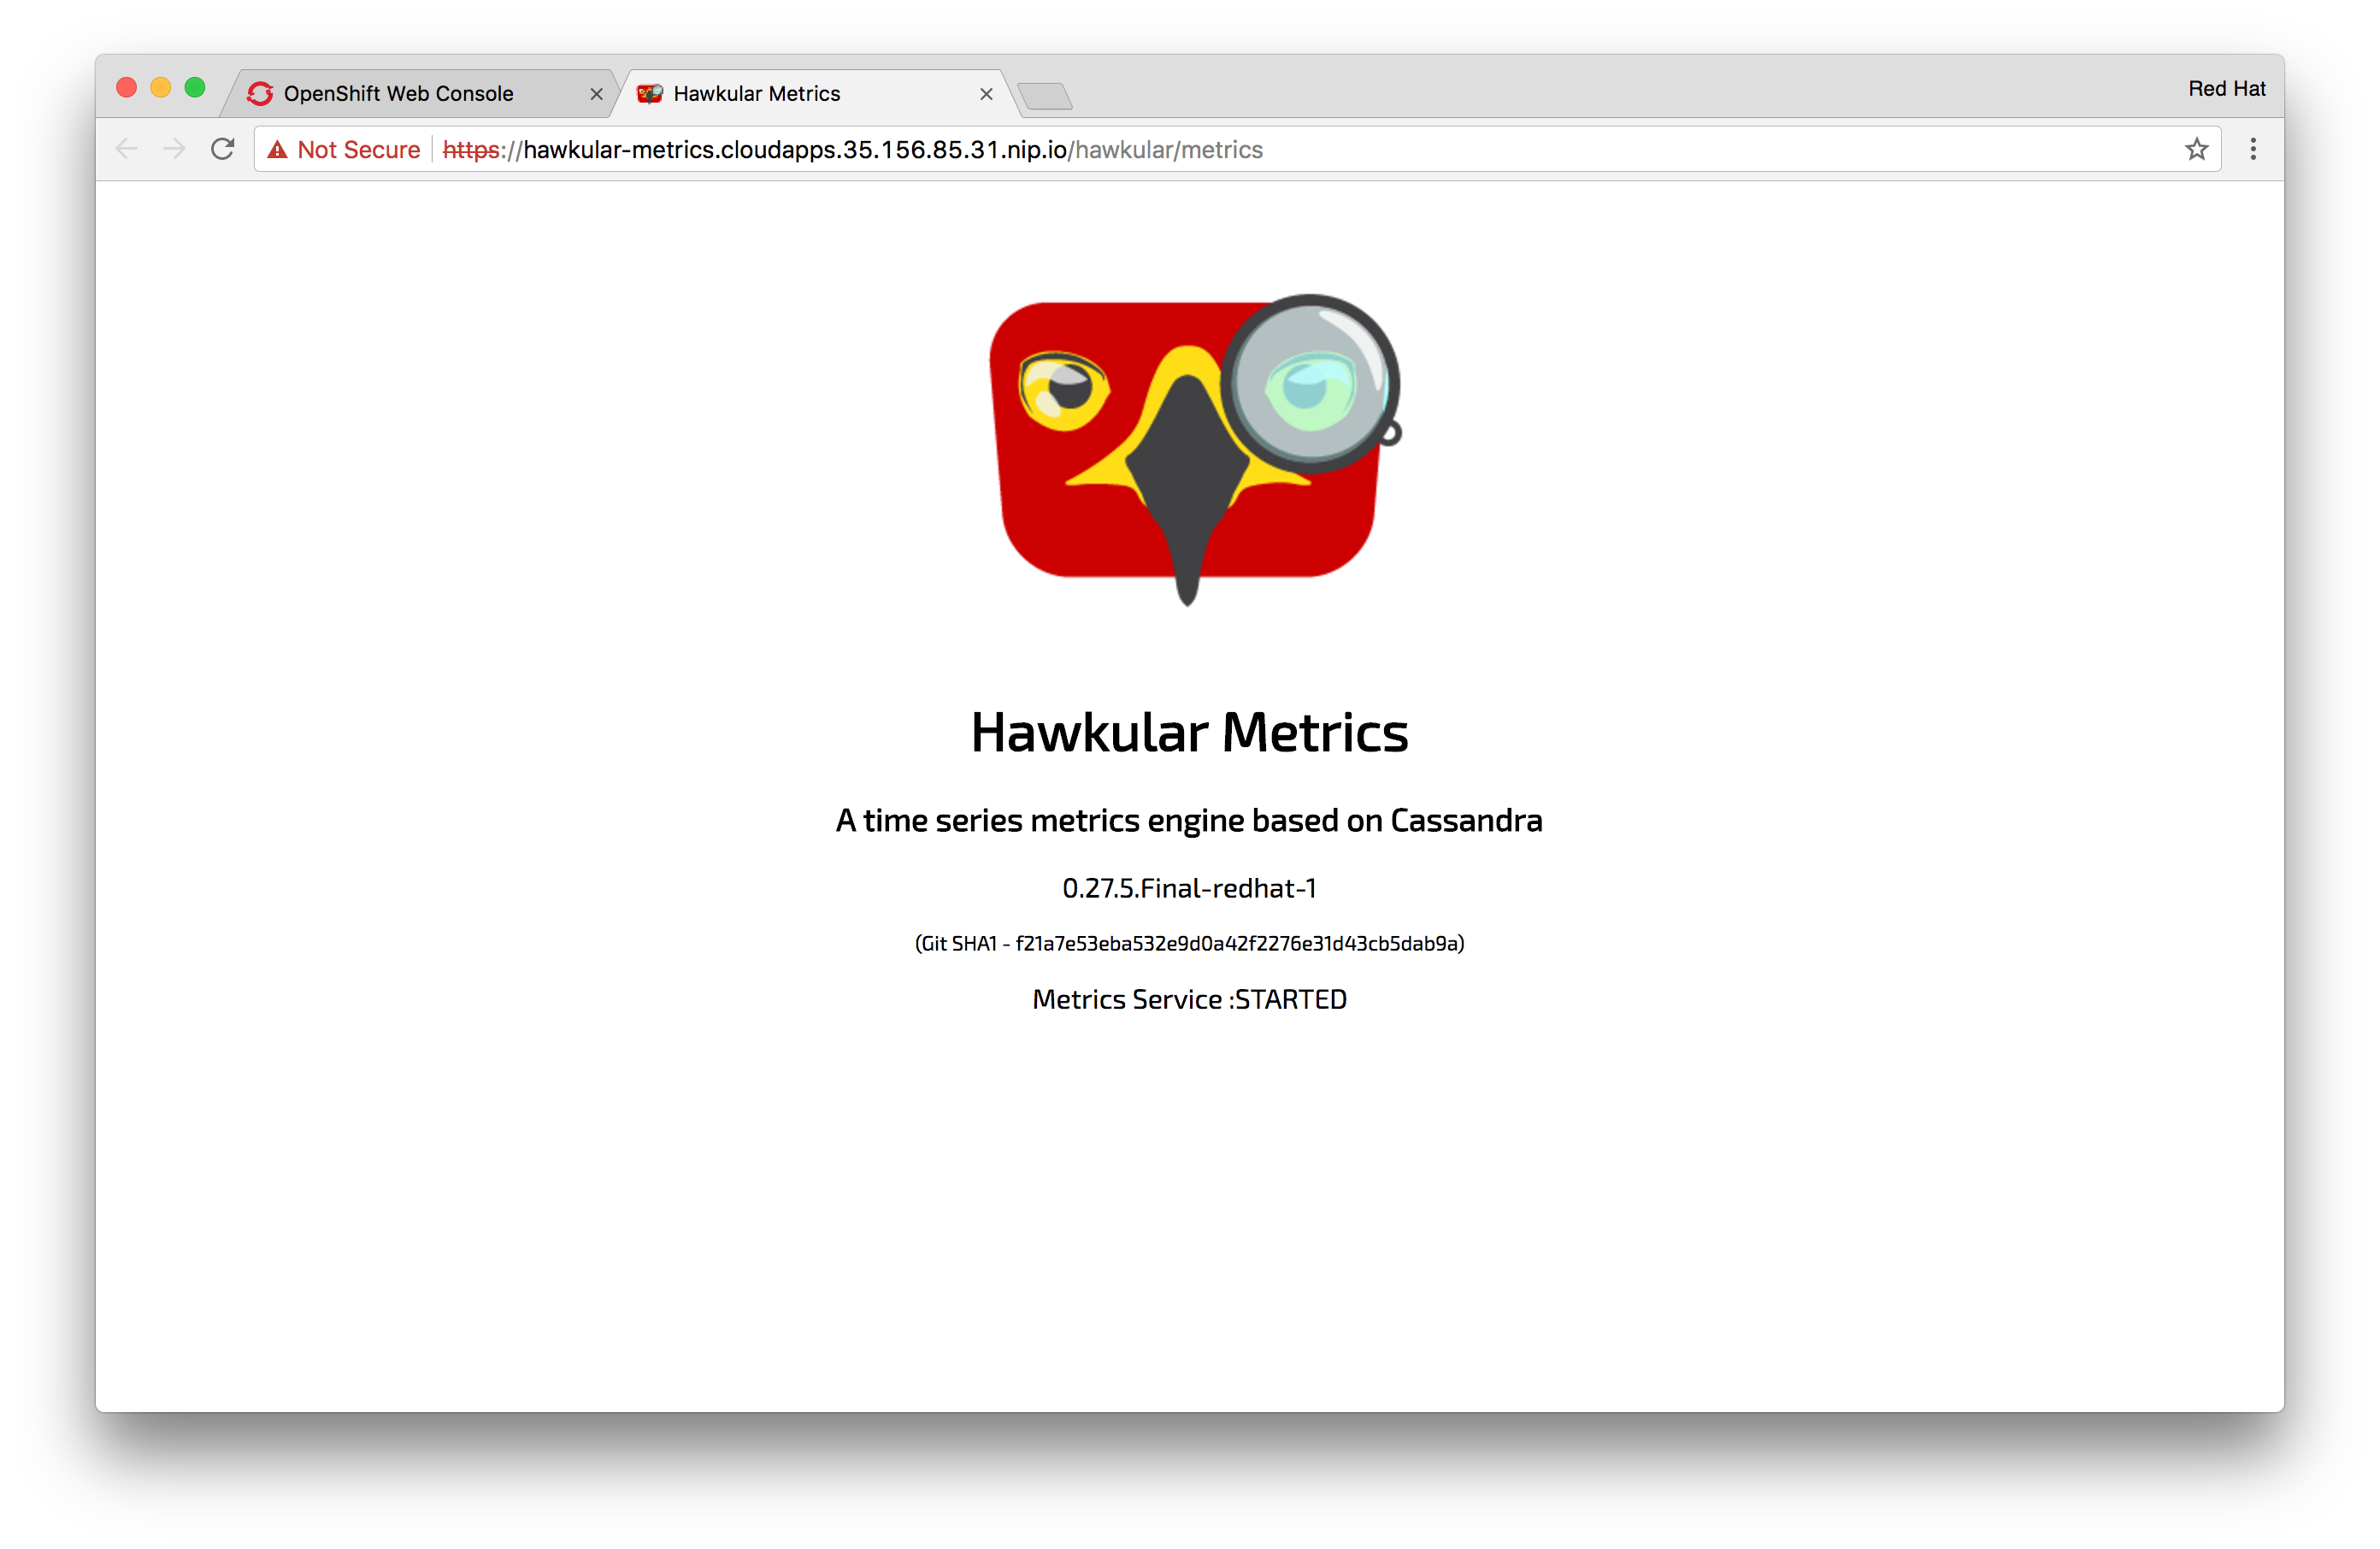 OpenShift Web Console
Hawkular Metrics
Red Hat
Not Secure
https://hawkular-metrics.cloudapps.35.156.85.31.nip.io/hawkular/metrics
Hawkular Metrics
A time series metrics engine based on Cassandra
0.27.5.Final-redhat-1
(Git SHA1 - f21a7e53eba532e9d0a42f2276e31d43cb5dab9a)
Metrics Service :STARTED